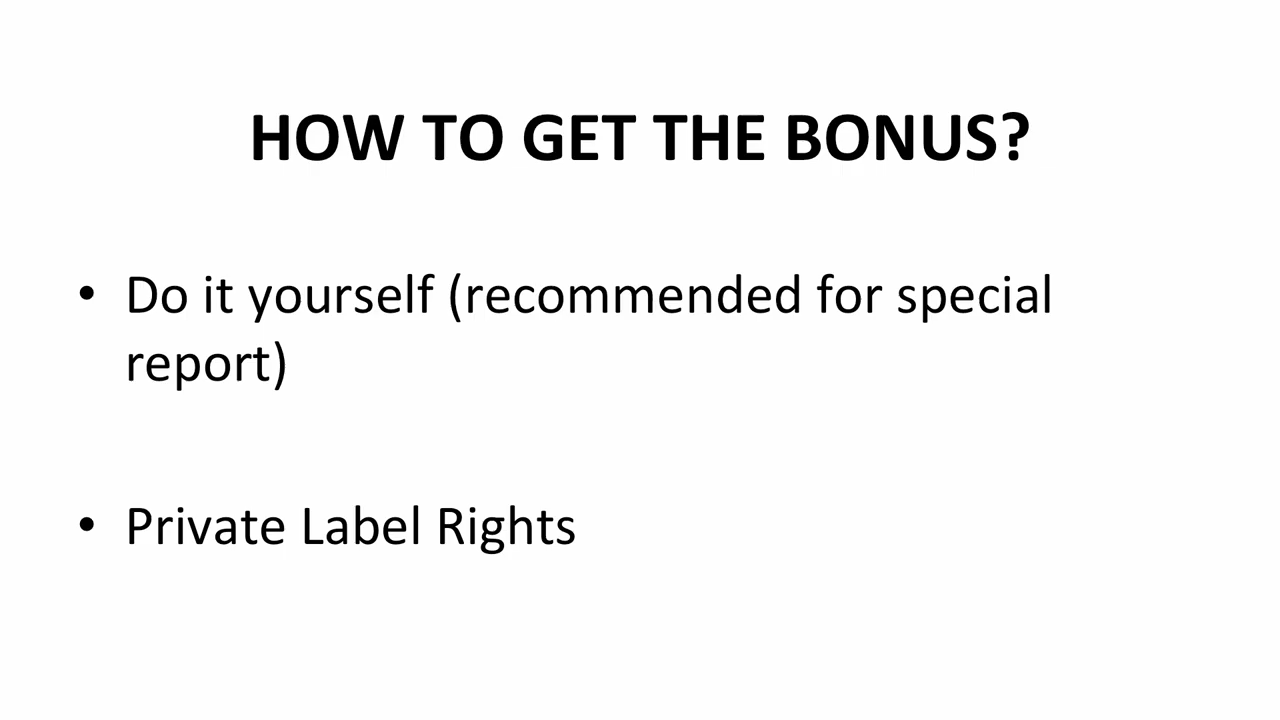 HOW TO GET THE BONUS?
• Do it yourself (recommended for special
report)
• Private Label Rights